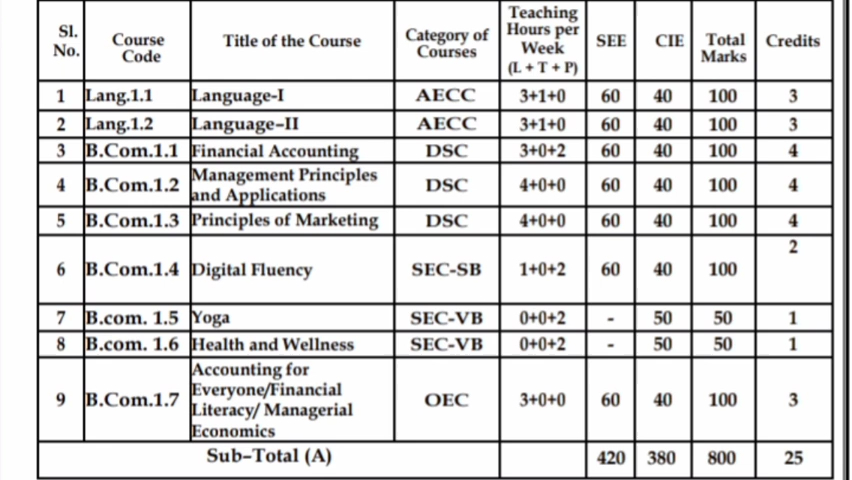 Sl. No. Course Code Title of the Course Category of Courses Teaching Hours per Week (L + T + P) SEE CIE Total Marks Credits
1 Lang.1.1 Language-I AECC 3+1+0 60 40 100 3
2 Lang.1.2 Language–II AECC 3+1+0 60 40 100 3
3 B.Com.1.1 Financial Accounting DSC 3+0+2 60 40 100 4
4 B.Com.1.2 Management Principles and Applications DSC 4+0+0 60 40 100 4
5 B.Com.1.3 Principles of Marketing DSC 4+0+0 60 40 100 4
6 B.Com.1.4 Digital Fluency SEC-SB 1+0+2 60 40 100 2
7 B.com. 1.5 Yoga SEC-VB 0+0+2 - 50 50 1
8 B.com. 1.6 Health and Wellness SEC-VB 0+0+2 - 50 50 1
9 B.Com.1.7 Accounting for Everyone/Financial Literacy/ Managerial Economics OEC 3+0+0 60 40 100 3
Sub–Total (A) 420 380 800 25